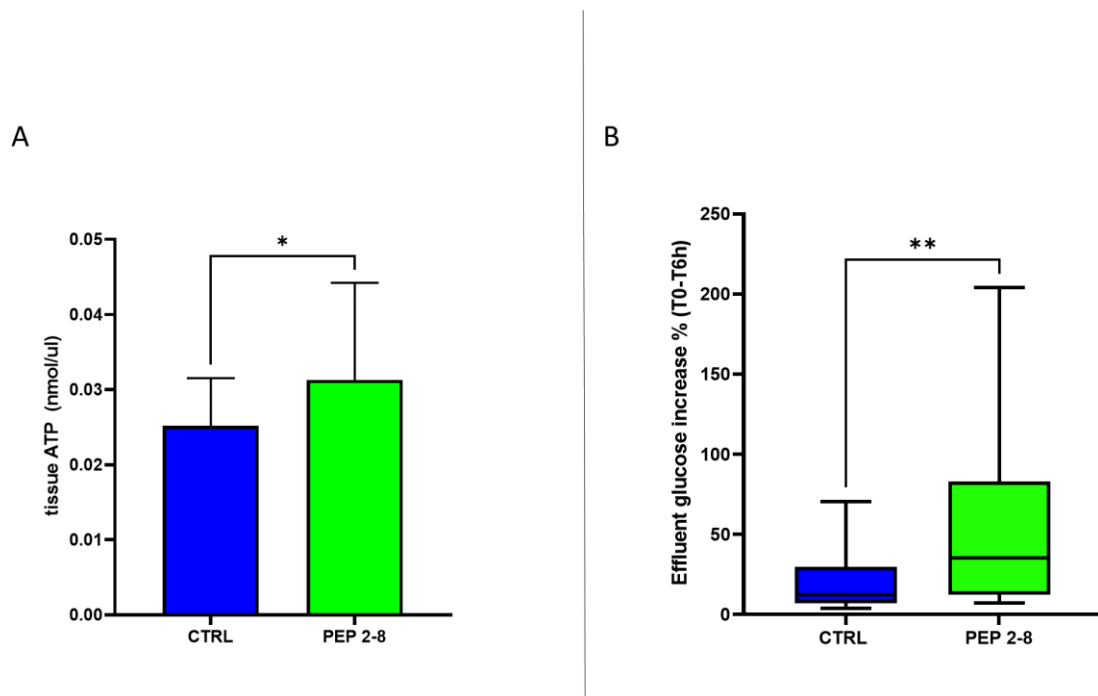 A
tissue ATP (nmol/ul)
0.05
0.04
0.03
0.02
0.01
0.00
*
CTRL
PEP 2-8
B
Effluent glucose increase % (T0-T6h)
250
200
150
100
50
0
**
CTRL
PEP 2-8